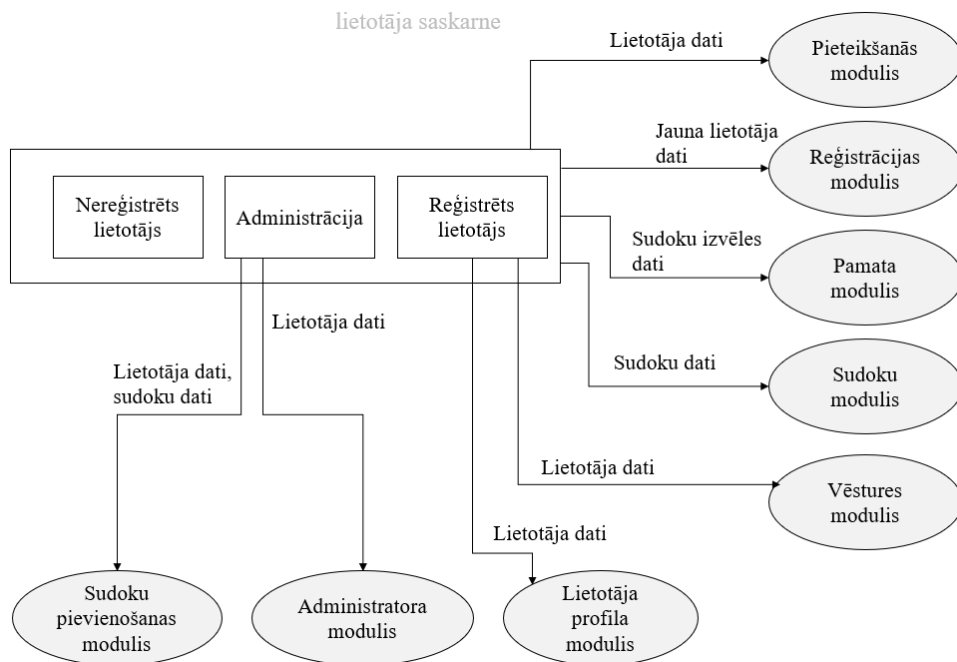 lietotāja saskarne
Lietotāja dati
Pieteikšanās
modulis
Jauna lietotāja
dati
Reģistrācijas
modulis
Nereģistrēts
lietotājs
Administrācija
Reģistrēts
lietotājs
Sudoku izvēles
dati
Pamata
modulis
Lietotāja dati
Lietotāja dati,
sudoku dati
Sudoku dati
Sudoku
modulis
Lietotāja dati
Vēstures
modulis
Lietotāja dati
Sudoku
pievienošanas
modulis
Administratora
modulis
Lietotāja
profila
modulis